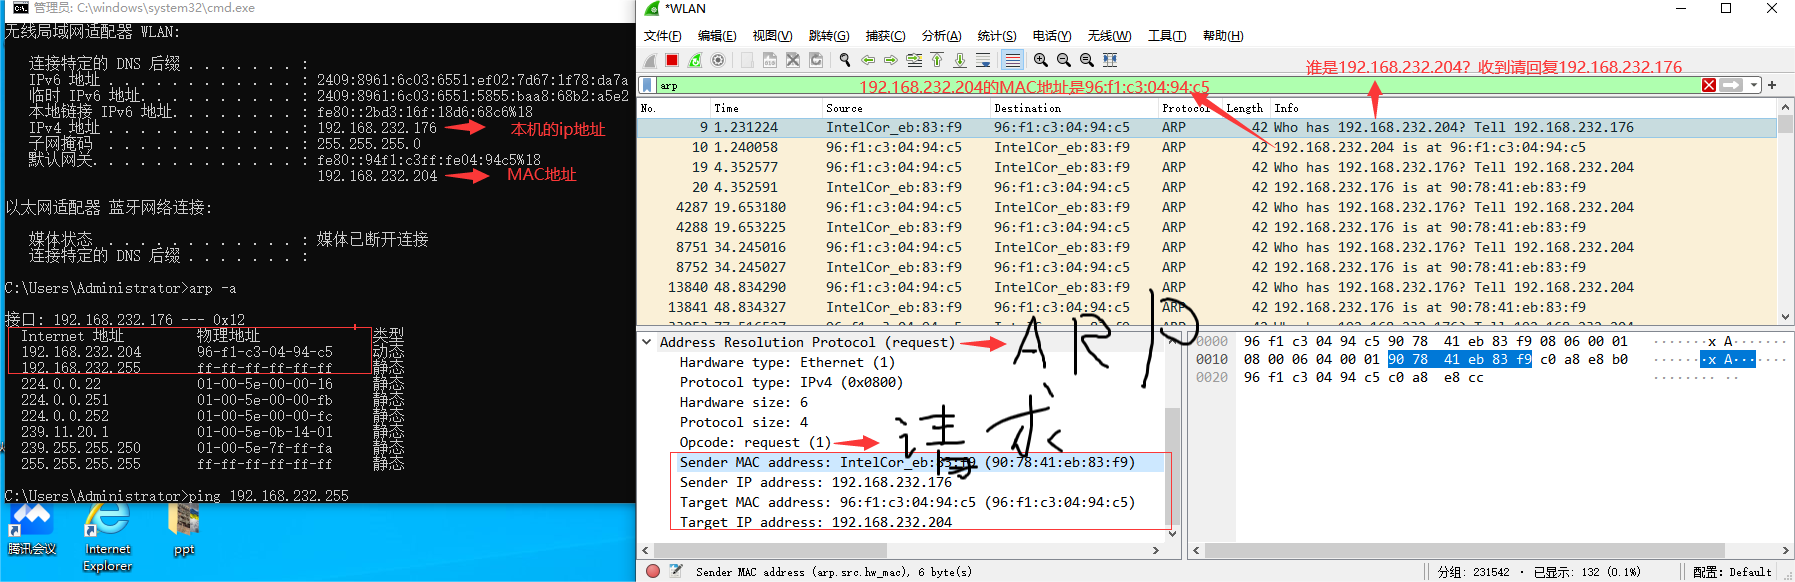 管理员: C:\windows\system32\cmd.exe
无线局域网适配器 WLAN:
连接特定的 DNS 后缀 . . . . . . . :
IPv6 地址 . . . . . . . . . . . . : 2409:8961:6c03:6551:ef02:7d67:1f78:da7a
临时 IPv6 地址. . . . . . . . . . : 2409:8961:6c03:6551:5855:baa8:68b2:a5e2
本地链接 IPv6 地址. . . . . . . . : fe80::2bd3:16f:18d6:68c6%18
IPv4 地址 . . . . . . . . . . . . : 192.168.232.176
本机的ip地址
子网掩码 . . . . . . . . . . . . : 255.255.255.0
默认网关. . . . . . . . . . . . . : fe80::94f1:c3ff:fe04:94c5%18
192.168.232.204
MAC地址
以太网适配器 蓝牙网络连接:
媒体状态 . . . . . . . . . . . . : 媒体已断开连接
连接特定的 DNS 后缀 . . . . . . . :
C:\Users\Administrator>arp -a
接口: 192.168.232.176 --- 0x12
Internet 地址 物理地址 类型
192.168.232.204 96-f1-c3-04-94-c5 动态
192.168.232.255 ff-ff-ff-ff-ff-ff 静态
224.0.0.22 01-00-5e-00-00-16 静态
224.0.0.251 01-00-5e-00-00-fb 静态
224.0.0.252 01-00-5e-00-00-fc 静态
239.11.20.1 01-00-5e-0b-14-01 静态
239.255.255.250 01-00-5e-7f-ff-fa 静态
255.255.255.255 ff-ff-ff-ff-ff-ff 静态
C:\Users\Administrator>ping 192.168.232.255
腾讯会议
Internet Explorer
ppt
*WLAN
文件(F) 编辑(E) 视图(V) 跳转(G) 捕获(C) 分析(A) 统计(S) 电话(Y) 无线(W) 工具(T) 帮助(H)
谁是192.168.232.204? 收到请回复192.168.232.176
arp
192.168.232.204的MAC地址是96:f1:c3:04:94:c5
No. Time Source Destination Protocol Length Info
9 1.231224 IntelCor_eb:83:f9 96:f1:c3:04:94:c5 ARP 42 Who has 192.168.232.204? Tell 192.168.232.176
10 1.240058 96:f1:c3:04:94:c5 IntelCor_eb:83:f9 ARP 42 192.168.232.204 is at 96:f1:c3:04:94:c5
19 4.352577 96:f1:c3:04:94:c5 IntelCor_eb:83:f9 ARP 42 Who has 192.168.232.176? Tell 192.168.232.204
20 4.352591 IntelCor_eb:83:f9 96:f1:c3:04:94:c5 ARP 42 192.168.232.176 is at 90:78:41:eb:83:f9
4287 19.653180 96:f1:c3:04:94:c5 IntelCor_eb:83:f9 ARP 42 Who has 192.168.232.176? Tell 192.168.232.204
4288 19.653225 IntelCor_eb:83:f9 96:f1:c3:04:94:c5 ARP 42 192.168.232.176 is at 90:78:41:eb:83:f9
8751 34.245016 96:f1:c3:04:94:c5 IntelCor_eb:83:f9 ARP 42 Who has 192.168.232.176? Tell 192.168.232.204
8752 34.245027 IntelCor_eb:83:f9 96:f1:c3:04:94:c5 ARP 42 192.168.232.176 is at 90:78:41:eb:83:f9
13840 48.834290 96:f1:c3:04:94:c5 IntelCor_eb:83:f9 ARP 42 Who has 192.168.232.176? Tell 192.168.232.204
13841 48.834327 IntelCor_eb:83:f9 96:f1:c3:04:94:c5 ARP 42 192.168.232.176 is at 90:78:41:eb:83:f9
Address Resolution Protocol (request)
ARP
Hardware type: Ethernet (1)
Protocol type: IPv4 (0x0800)
Hardware size: 6
Protocol size: 4
Opcode: request (1)
请求
Sender MAC address: IntelCor_eb:83:f9 (90:78:41:eb:83:f9)
Sender IP address: 192.168.232.176
Target MAC address: 96:f1:c3:04:94:c5 (96:f1:c3:04:94:c5)
Target IP address: 192.168.232.204
0000 96 f1 c3 04 94 c5 90 78 41 eb 83 f9 08 06 00 01 ·······x A·······
0010 08 00 06 04 00 01 90 78 41 eb 83 f9 c0 a8 e8 b0 ·······x A·······
0020 96 f1 c3 04 94 c5 c0 a8 e8 cc ········ ··
Sender MAC address (arp.src.hw_mac), 6 byte(s)
分组: 231542 · 已显示: 132 (0.1%)
配置: Default